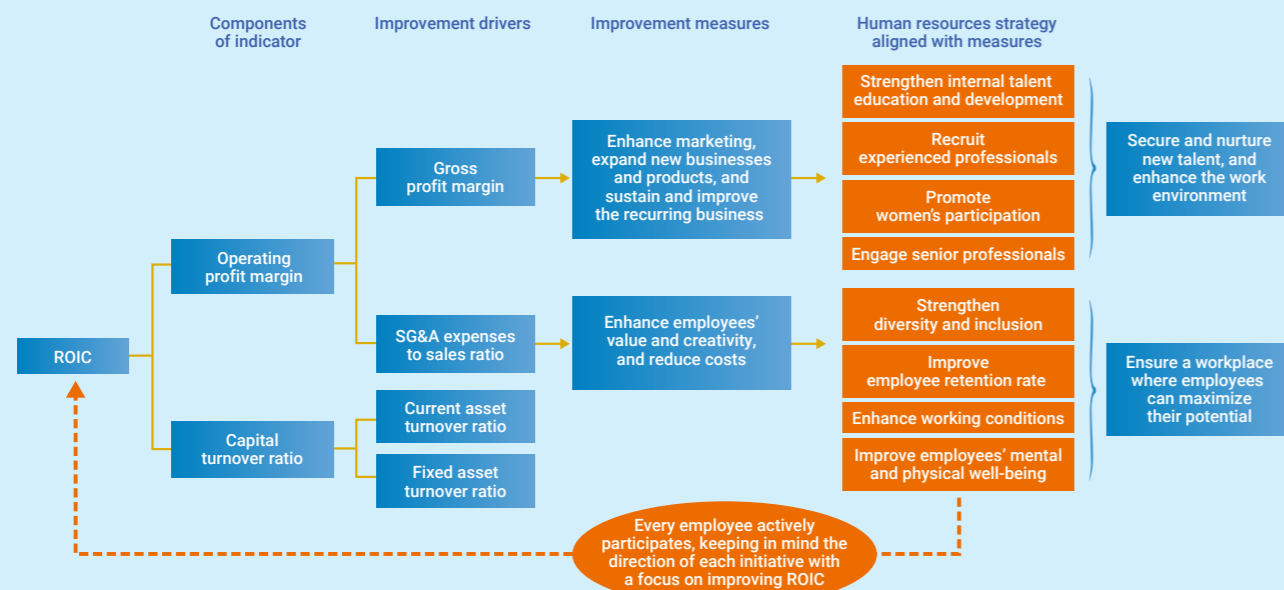 Components
of indicator
Improvement drivers
Improvement measures
Human resources strategy
aligned with measures
ROIC
Operating
profit margin
Capital
turnover ratio
Gross
profit margin
SG&A expenses
to sales ratio
Current asset
turnover ratio
Fixed asset
turnover ratio
Enhance marketing,
expand new businesses
and products, and
sustain and improve
the recurring business
Enhance employees’
value and creativity,
and reduce costs
Strengthen internal talent
education and development
Recruit
experienced professionals
Promote
women’s participation
Engage senior professionals
Strengthen
diversity and inclusion
Improve
employee retention rate
Enhance working conditions
Improve employees’ mental
and physical well-being
Secure and nurture
new talent, and
enhance the work
environment
Ensure a workplace
where employees
can maximize
their potential
Every employee actively
participates, keeping in mind the
direction of each initiative with
a focus on improving ROIC